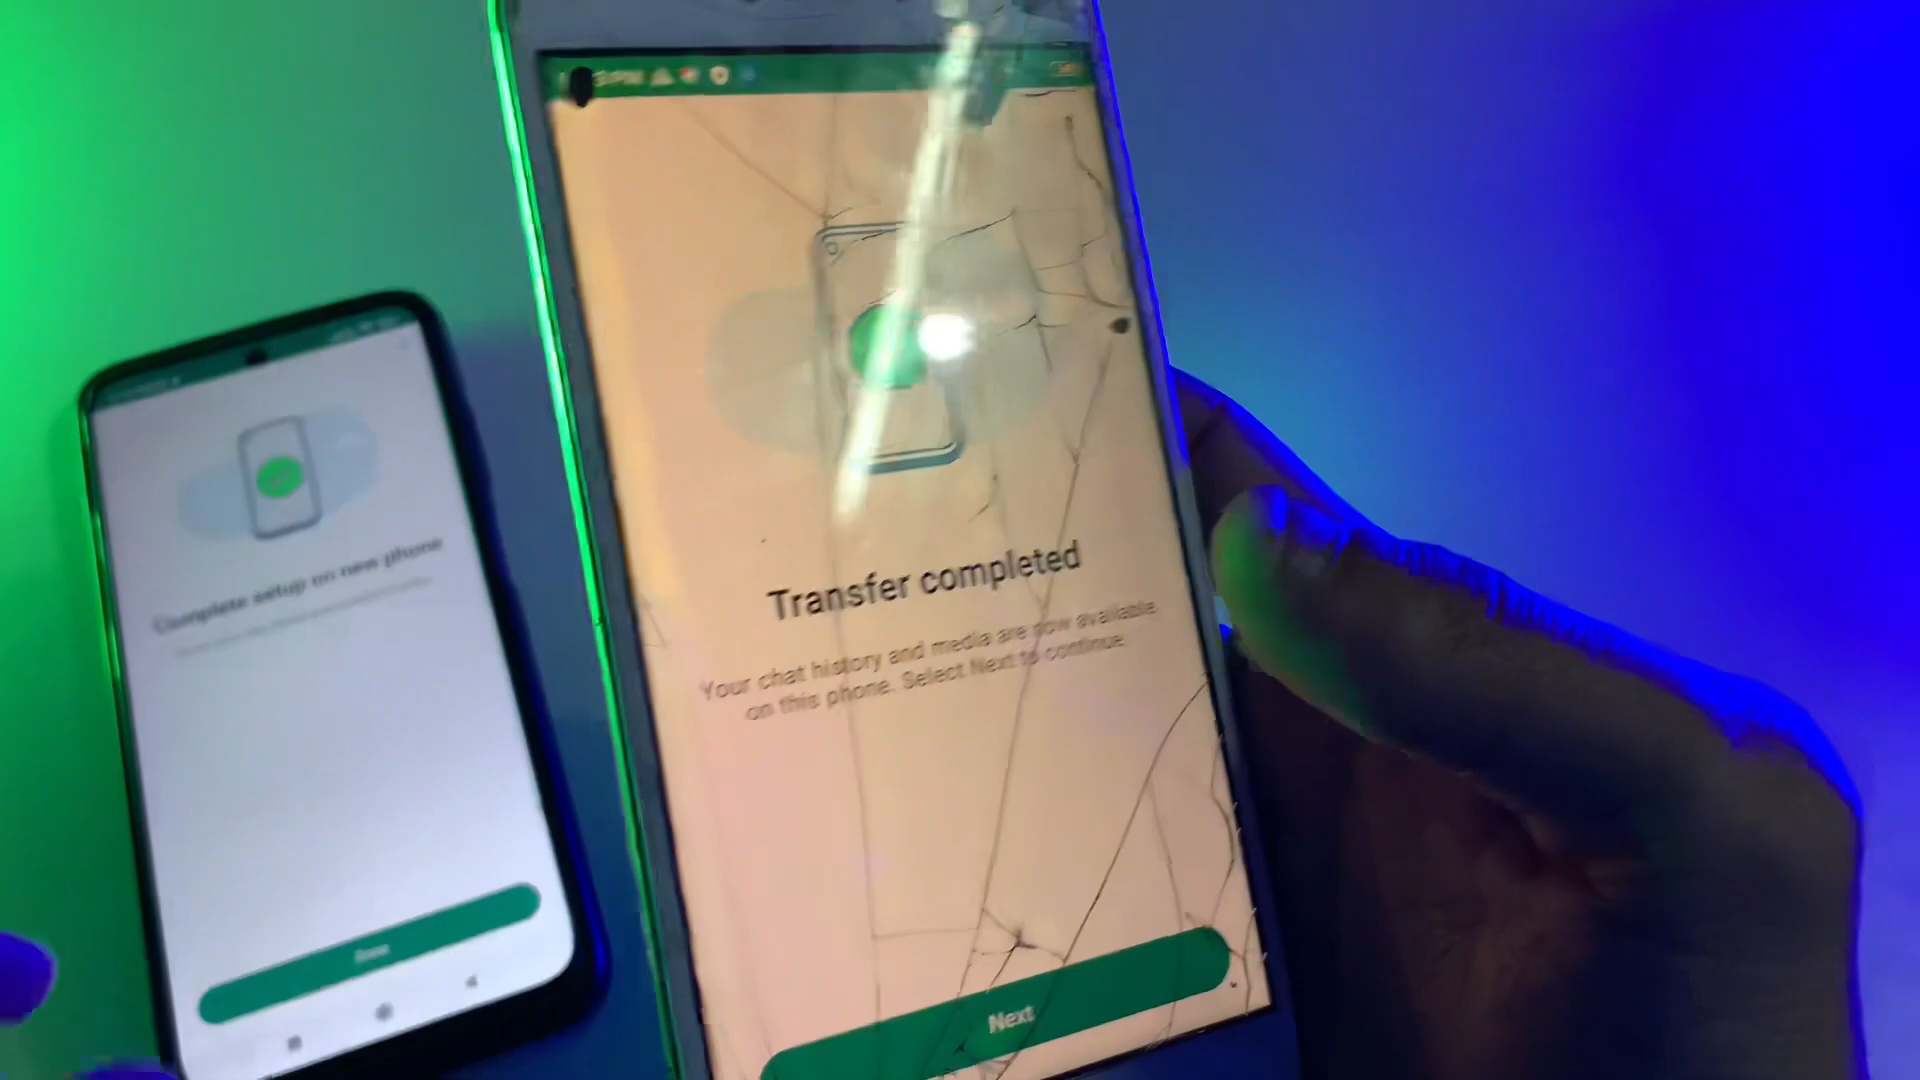 Complete setup on new phone
Done
Transfer completed
Your chat history and media are now available
on this phone. Select Next to continue.
Next